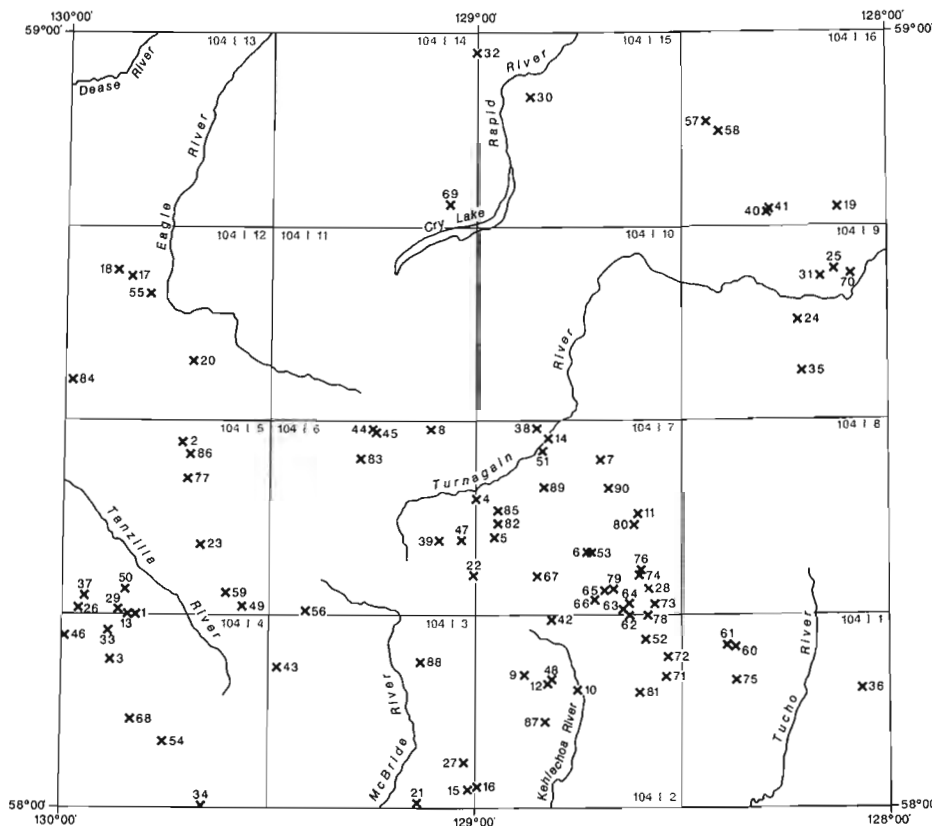 130°00' 129°00' 128°00'
59°00' 59°00'
104 I 13 104 I 14 104 I 15 104 I 16
32
River
Dease River
30
57
58
River
Rapid
69
40 41 19
Cry Lake
Eagle
104 I 12 104 I 11 104 I 10 104 I 9
18 17
25
31 70
55
24
River
20
35
84
104 I 5 104 I 6 104 I 7 104 I 8
44 45 8 38
2 14
86 83 51 7
77
Turnagain
89 90
4
85 11
82 80
Tanzilla
23 39 47 5
6 53
76
22 67 74
50 59 79 28
37 65 64
29 49 66 73
26 1 56 63
13 104 I 4 104 I 3 62 78 104 I 1
River
42
46 33 52 61 60
River
3 72
43 88 9 48 71 75 36
12 10 81
River
68 87
Tucho
54
Kehlechoa River
27
McBride
15 16
34 21 104 I 2
58°00' 58°00'
130°00' 129°00' 128°00'